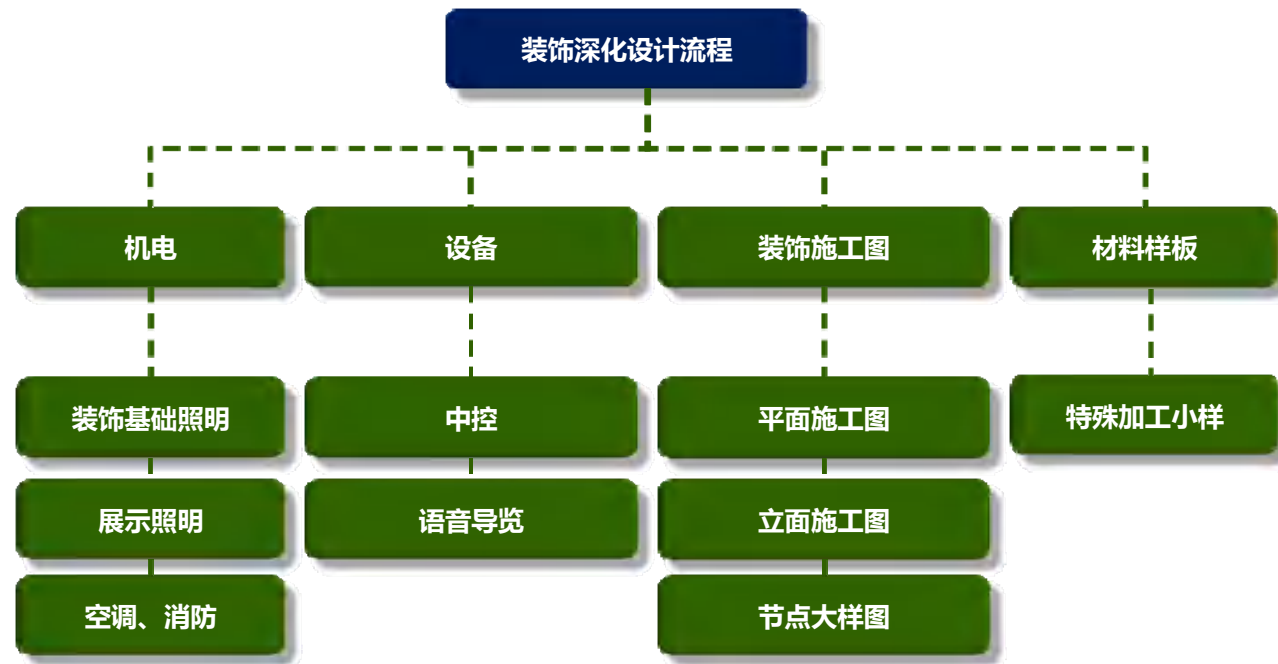 装饰深化设计流程
机电
设备
装饰施工图
材料样板
装饰基础照明
中控
平面施工图
特殊加工小样
展示照明
语音导览
立面施工图
空调、消防
节点大样图